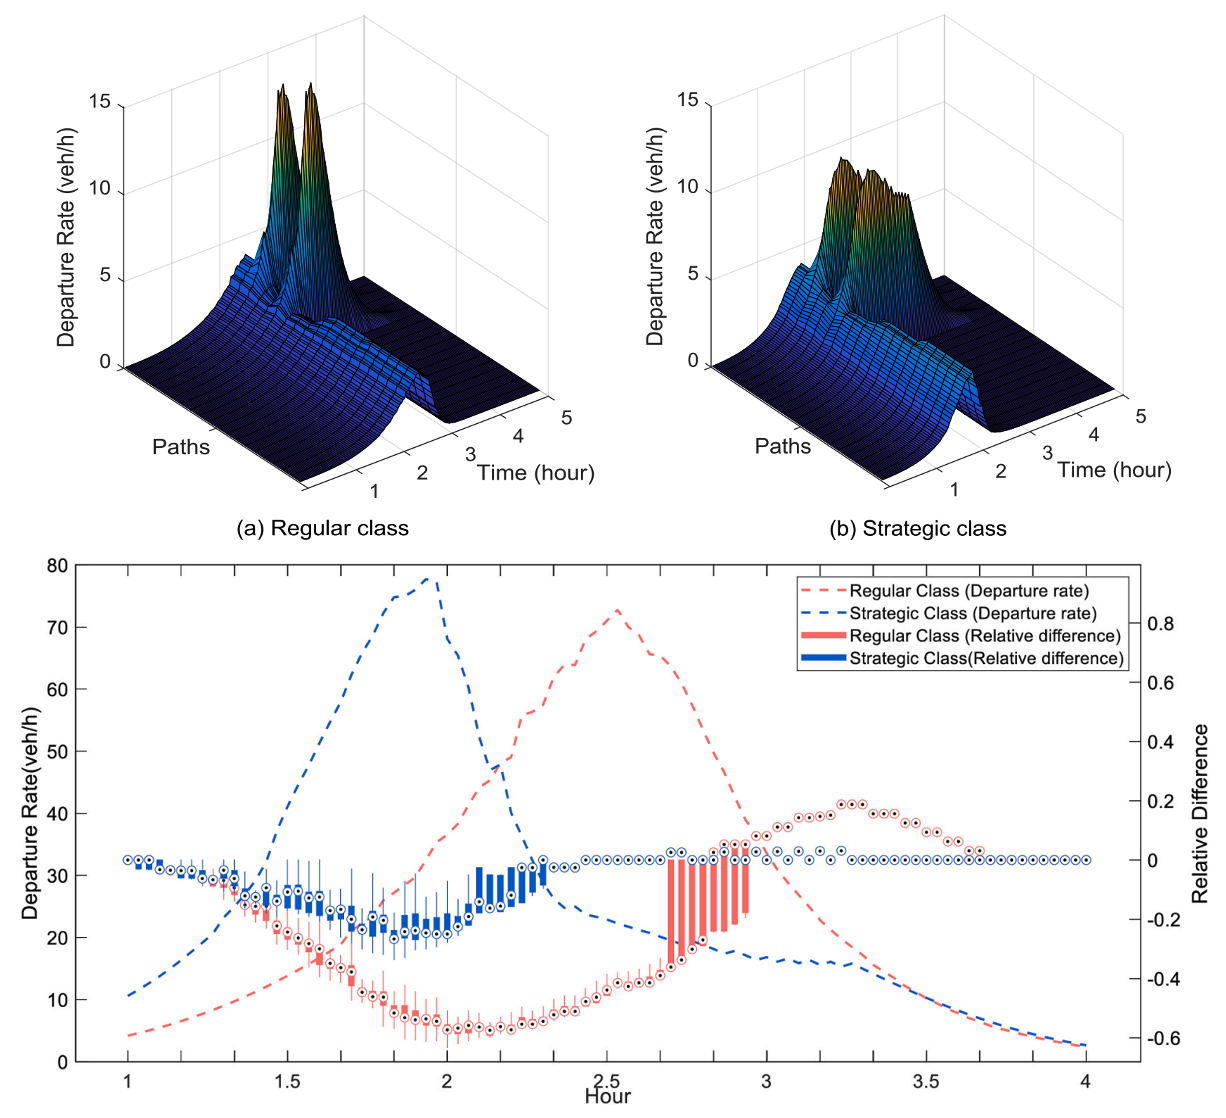 15
10
5
0
Departure Rate (veh/h)
Paths
1
2
3
4
5
Time (hour)
(a) Regular class
15
10
5
0
Departure Rate (veh/h)
Paths
1
2
3
4
5
Time (hour)
(b) Strategic class
80
70
60
50
40
30
20
10
0
Departure Rate(veh/h)
Regular Class (Departure rate)
Strategic Class (Departure rate)
Regular Class (Relative difference)
Strategic Class(Relative difference)
0.8
0.6
0.4
0.2
0
-0.2
-0.4
-0.6
Relative Difference
1 1.5 2 2.5 3 3.5 4
Hour